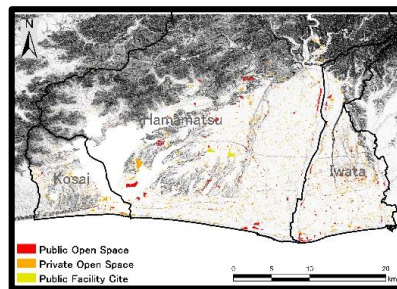 N
Hamamatsu
Kosai
Iwata
Public Open Space
Private Open Space
Public Facility Cite
0 5 10 20
km